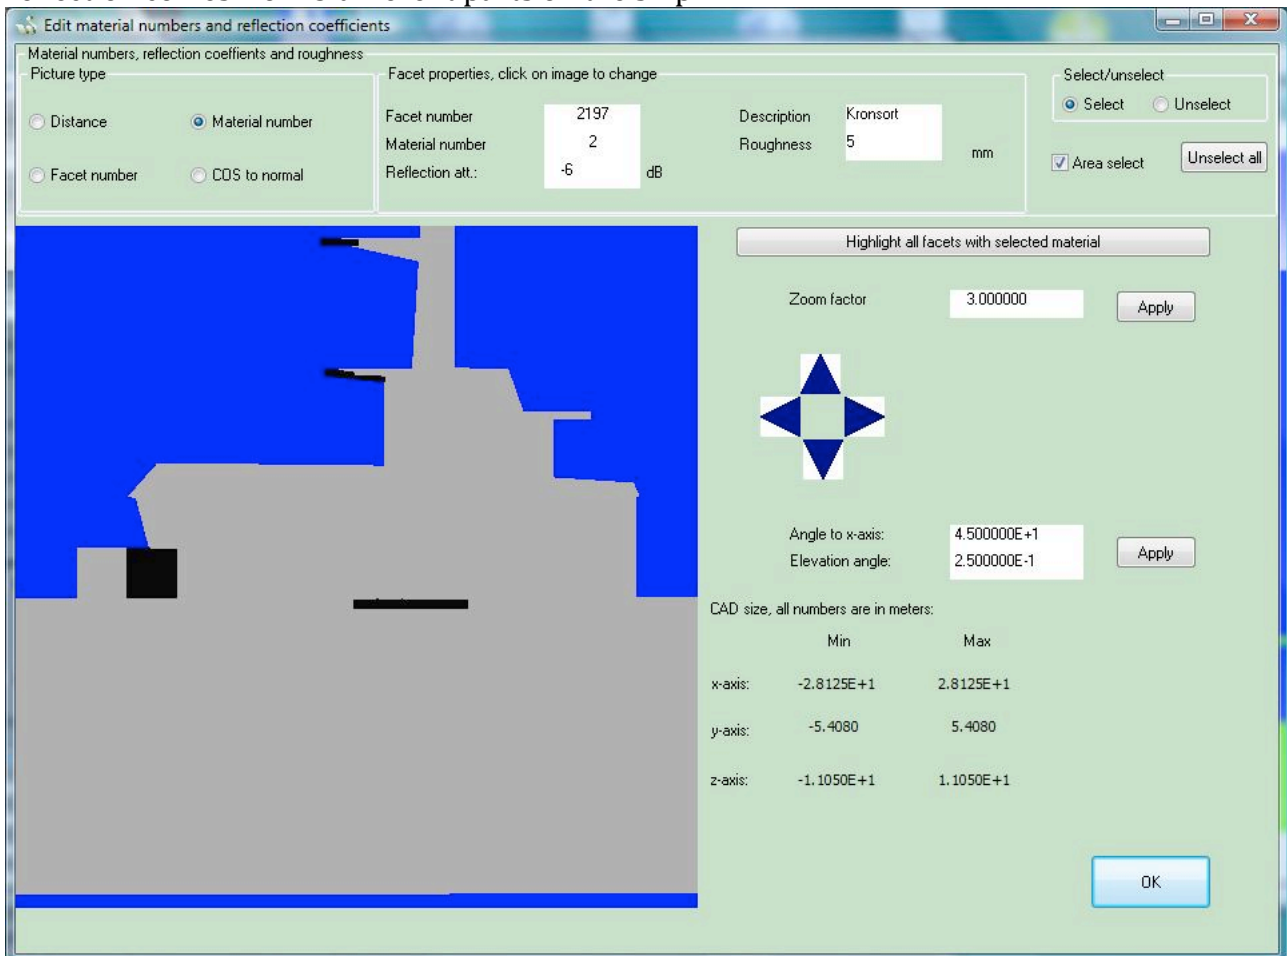 Edit material numbers and reflection coefficients
Material numbers, reflection coeffients and roughness
Picture type
Distance
Material number
Facet number
COS to normal
Facet properties, click on image to change
Facet number 2197
Material number 2
Reflection att.: -6 dB
Description Kronsort
Roughness 5 mm
Select/unselect
Select Unselect
Area select Unselect all
Highlight all facets with selected material
Zoom factor 3.000000 Apply
Angle to x-axis: 4.500000E+1
Elevation angle: 2.500000E-1
Apply
CAD size, all numbers are in meters:
Min Max
x-axis: -2.8125E+1 2.8125E+1
y-axis: -5.4080 5.4080
z-axis: -1.1050E+1 1.1050E+1
OK